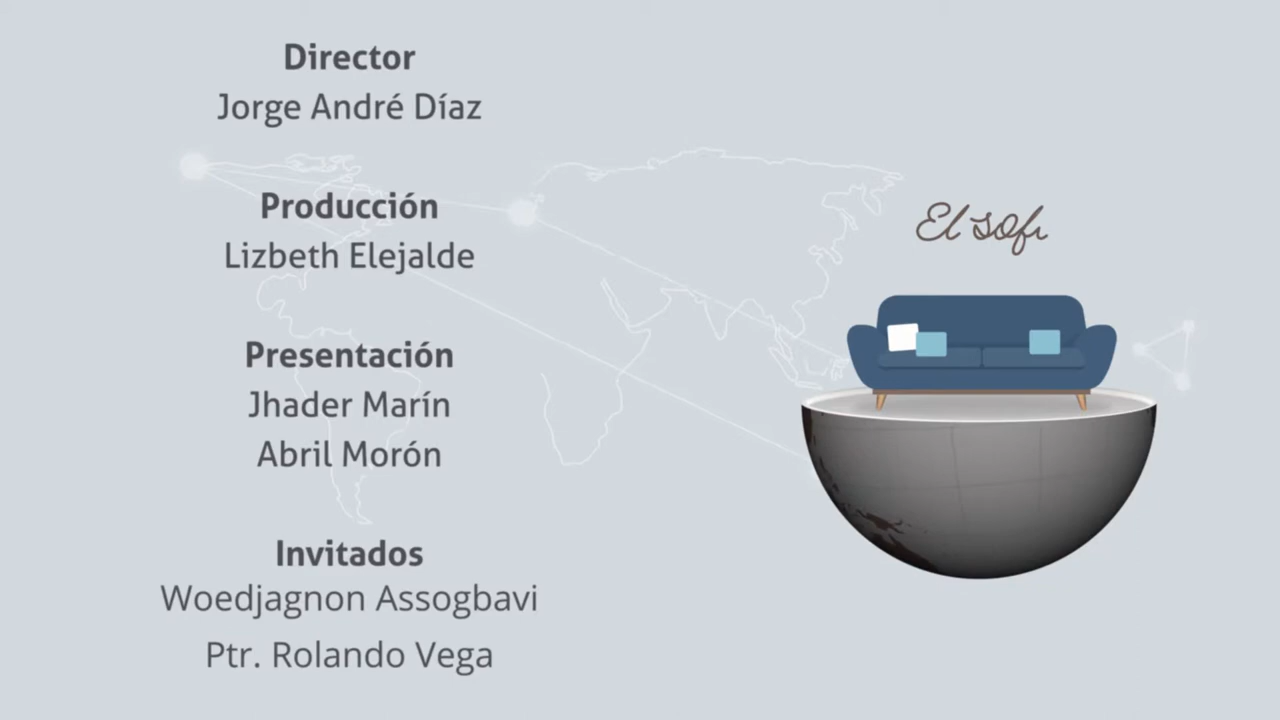 Director
Jorge André Díaz
Producción
Lizbeth Elejalde
Presentación
Jhader Marín
Abril Morón
Invitados
Woedjagnon Assogbavi
Ptr. Rolando Vega
El